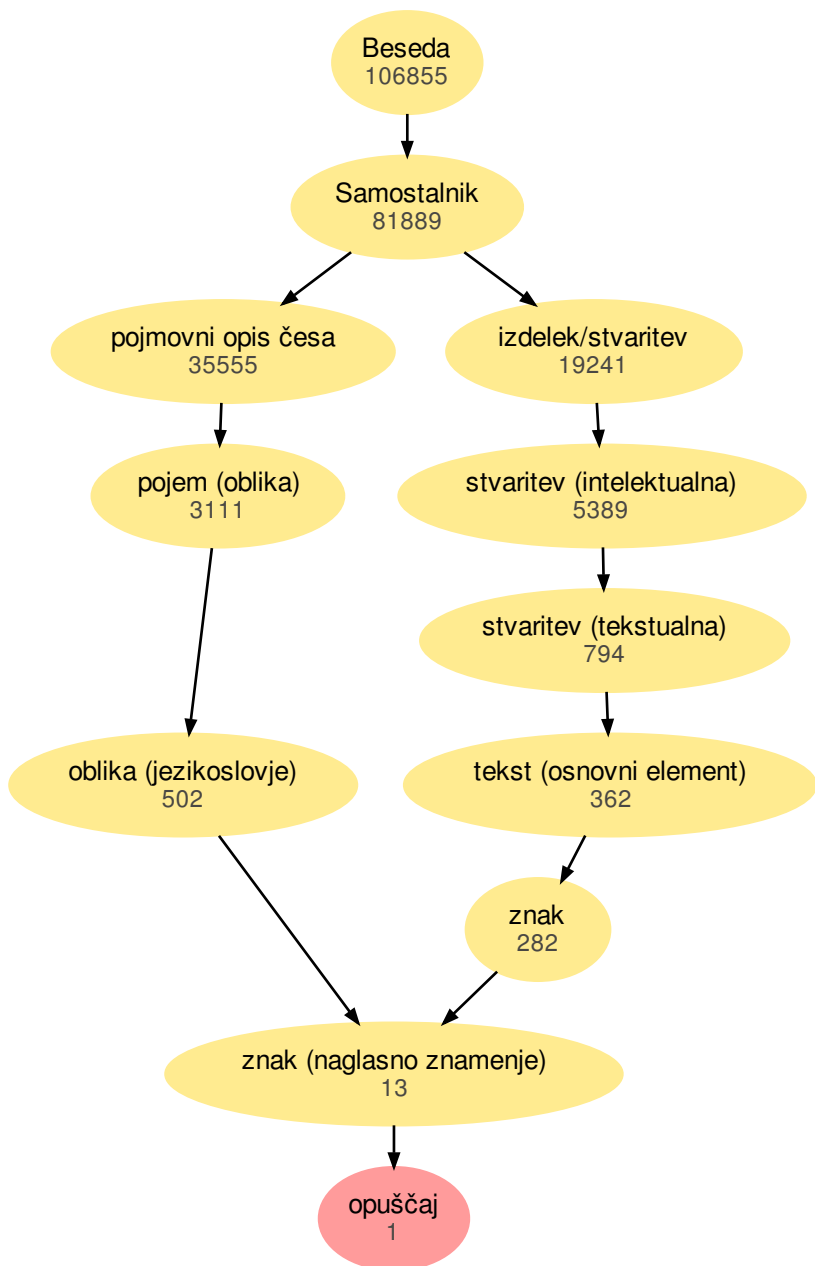 Beseda
106855
Samostalnik
81889
pojmovni opis česa
35555
izdelek/stvaritev
19241
pojem (oblika)
3111
stvaritev (intelektualna)
5389
stvaritev (tekstualna)
794
oblika (jezikoslovje)
502
tekst (osnovni element)
362
znak
282
znak (naglasno znamenje)
13
opuščaj
1